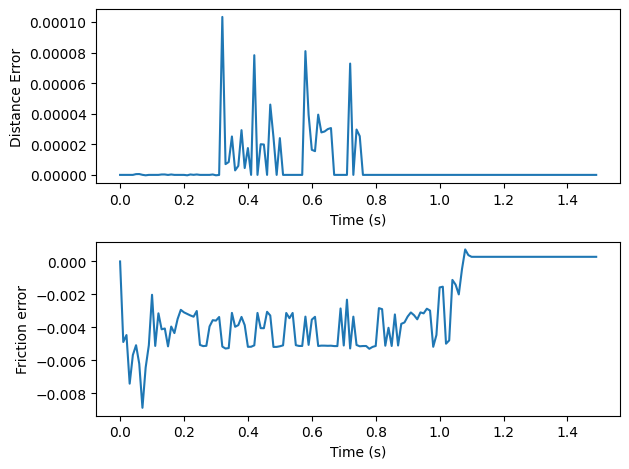 0.00010
0.00008
0.00006
0.00004
0.00002
0.00000
Distance Error
0.0 0.2 0.4 0.6 0.8 1.0 1.2 1.4
Time (s)
0.000
−0.002
−0.004
−0.006
−0.008
Friction error
0.0 0.2 0.4 0.6 0.8 1.0 1.2 1.4
Time (s)